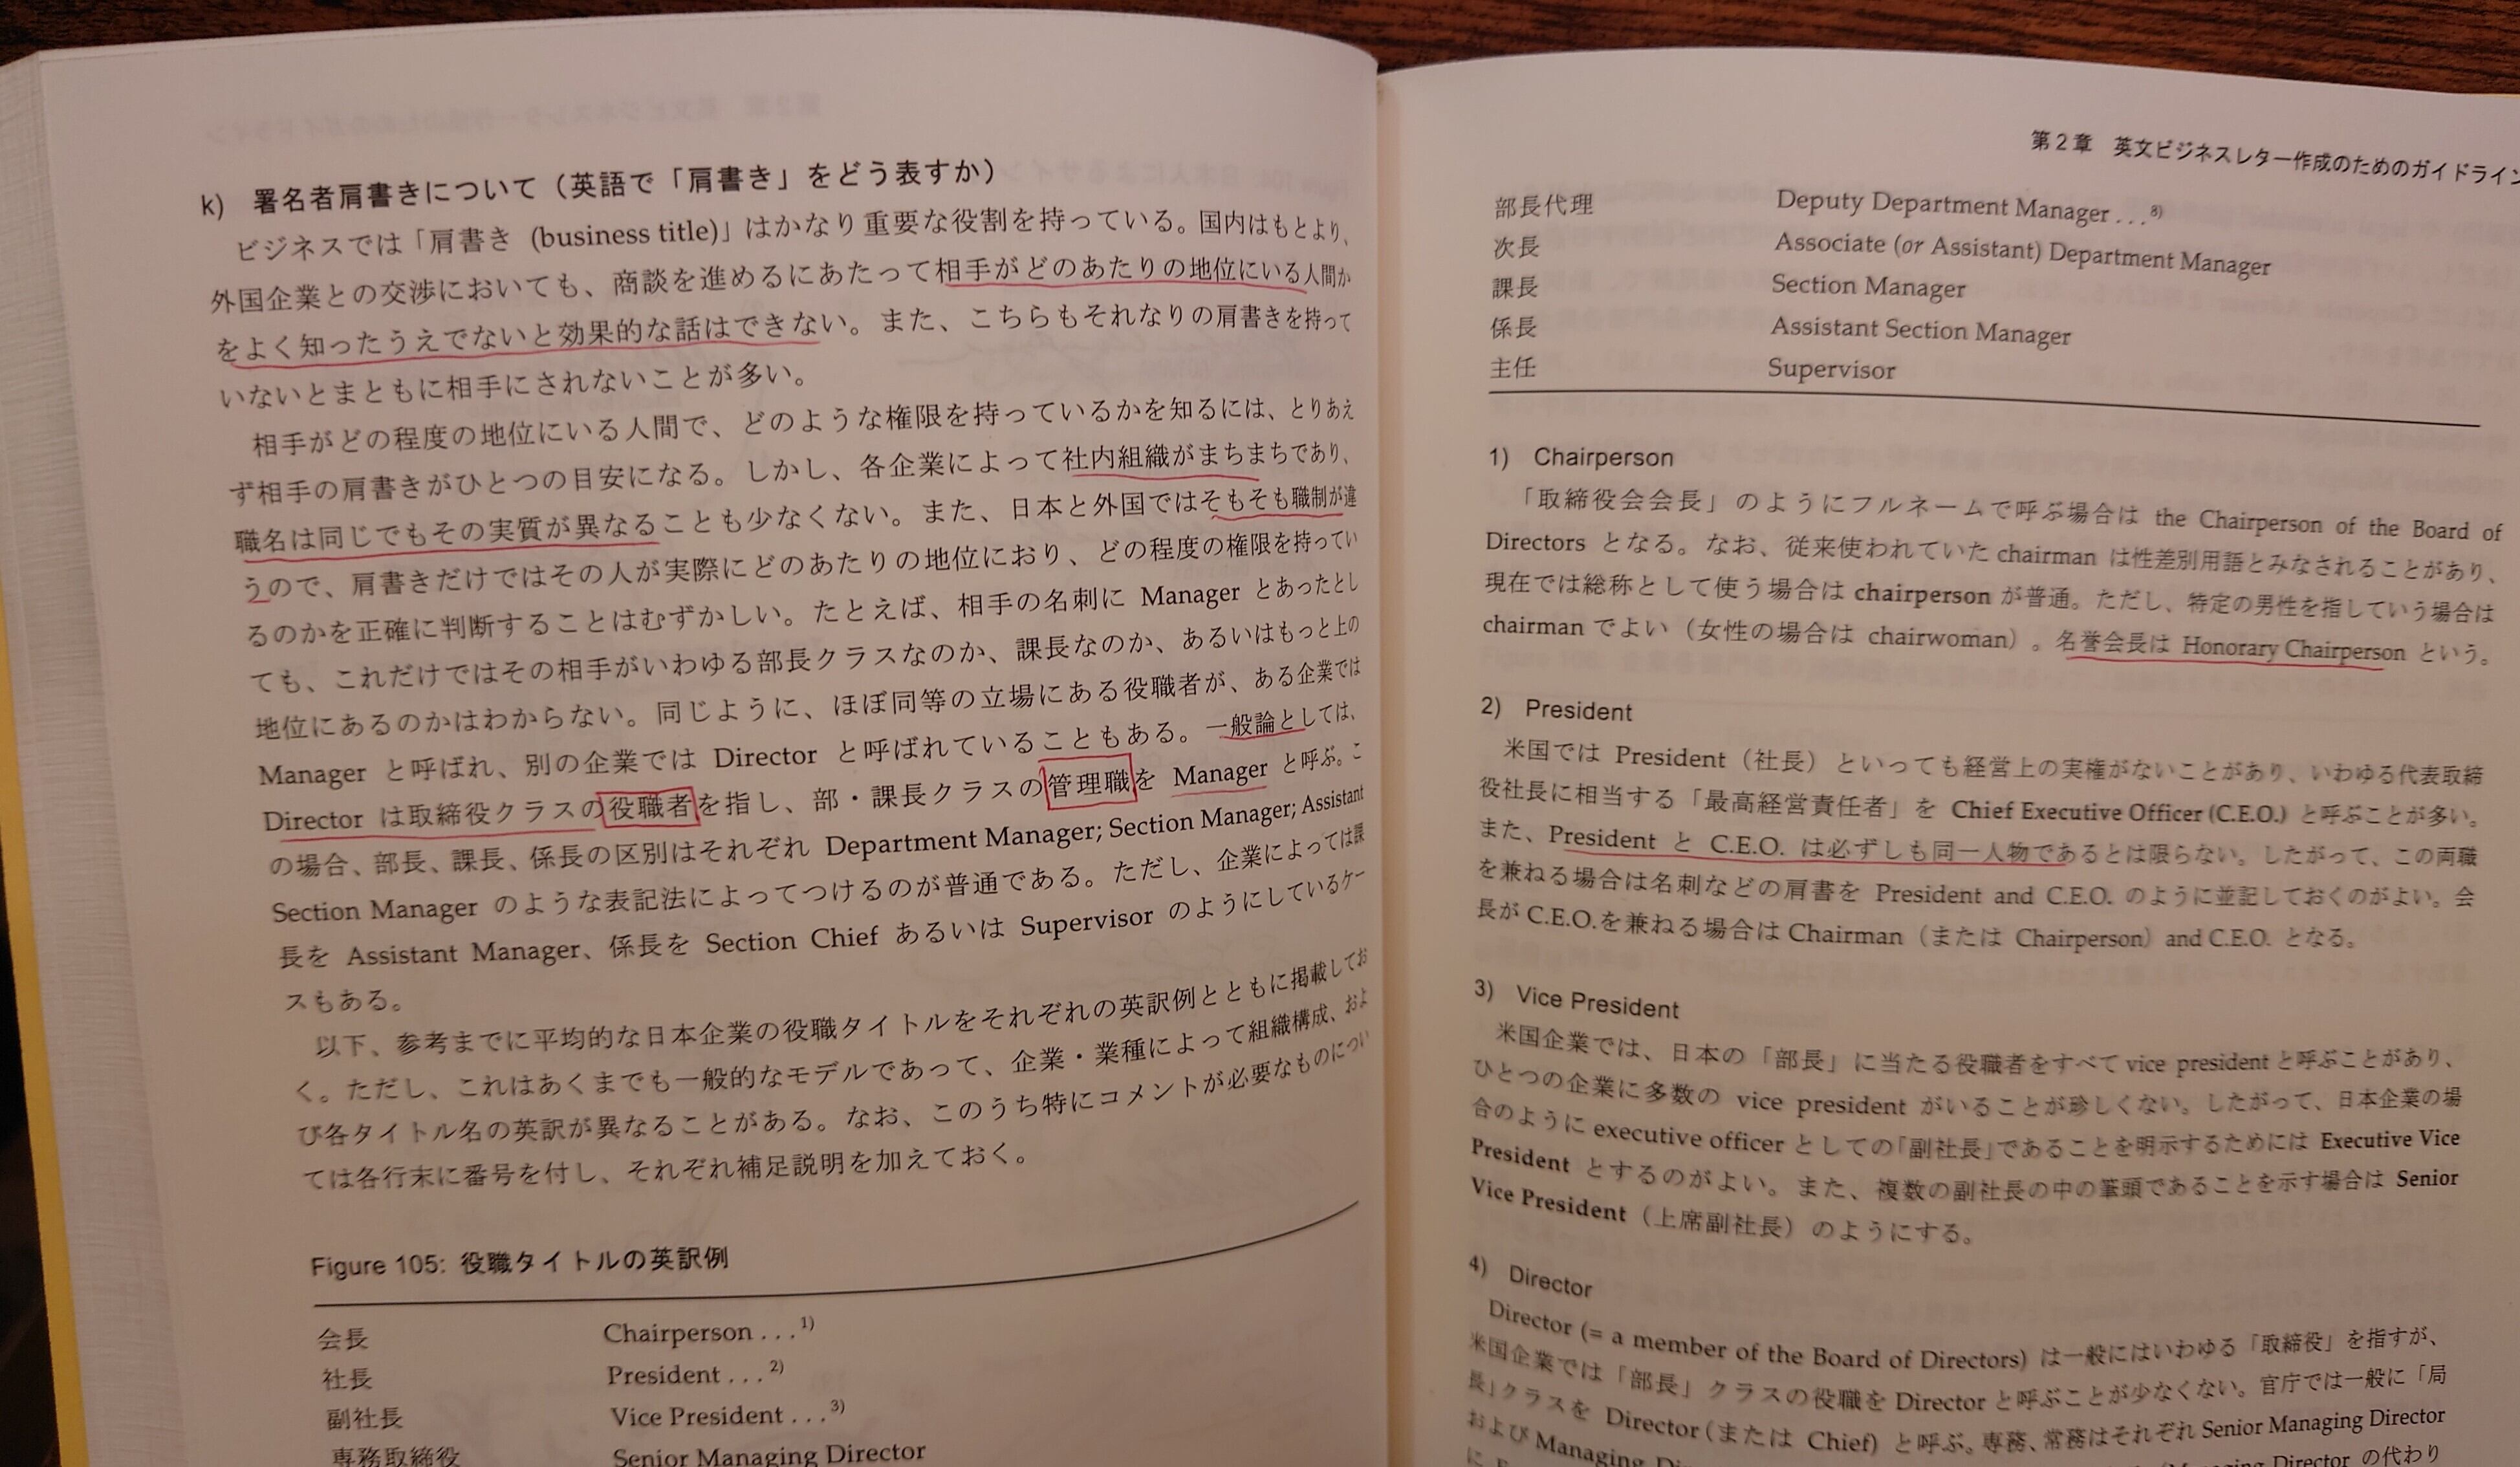 k) 署名者肩書きについて(英語で「肩書き」をどう表すか)
ビジネスでは「肩書き (business title)」はかなり重要な役割を持っている。国内はもとより、
外国企業との交渉においても、商談を進めるにあたって相手がどのあたりの地位にいる人間か
をよく知ったうえでないと効果的な話はできない。また、こちらもそれなりの肩書きを持って
いないとまともに相手にされないことが多い。
相手がどの程度の地位にいる人間で、どのような権限を持っているかを知るには、とりあえ
ず相手の肩書きがひとつの目安になる。しかし、各企業によって社内組織がまちまちであり、
職名は同じでもその実質が異なることも少なくない。また、日本と外国ではそもそも職制が違
うので、肩書きだけではその人が実際にどのあたりの地位におり、どの程度の権限を持ってい
るのかを正確に判断することはむずかしい。たとえば、相手の名刺に Manager とあったとし
ても、これだけではその相手がいわゆる部長クラスなのか、課長なのか、あるいはもっと上の
地位にあるのかはわからない。同じように、ほぼ同等の立場にある役職者が、ある企業では
Manager と呼ばれ、別の企業では Director と呼ばれていることもある。一般論としては、
Director は取締役クラスの役職者を指し、部・課長クラスの管理職を Manager と呼ぶ。こ
の場合、部長、課長、係長の区別はそれぞれ Department Manager; Section Manager; Assistant
Section Manager のような表記法によってつけるのが普通である。ただし、企業によっては課
長を Assistant Manager、係長を Section Chief あるいは Supervisor のようにしているケー
スもある。
以下、参考までに平均的な日本企業の役職タイトルをそれぞれの英訳例とともに掲載してお
く。ただし、これはあくまでも一般的なモデルであって、企業・業種によって組織構成、およ
び各タイトル名の英訳が異なることがある。なお、このうち特にコメントが必要なものについ
ては各行末に番号を付し、それぞれ補足説明を加えておく。
Figure 105: 役職タイトルの英訳例
会長 Chairperson . . . 1)
社長 President . . . 2)
副社長 Vice President . . . 3)
専務取締役 Senior Managing Director
第2章 英文ビジネスレター作成のためのガイドライン
部長代理 Deputy Department Manager . . . 8)
次長 Associate (or Assistant) Department Manager
課長 Section Manager
係長 Assistant Section Manager
主任 Supervisor
1) Chairperson
「取締役会会長」のようにフルネームで呼ぶ場合は the Chairperson of the Board of
Directors となる。なお、従来使われていた chairman は性差別用語とみなされることがあり、
現在では総称として使う場合は chairperson が普通。ただし、特定の男性を指していう場合は
chairman でよい(女性の場合は chairwoman)。名誉会長は Honorary Chairperson という。
2) President
米国では President(社長)といっても経営上の実権がないことがあり、いわゆる代表取締
役社長に相当する「最高経営責任者」を Chief Executive Officer (C.E.O.) と呼ぶことが多い。
また、President と C.E.O. は必ずしも同一人物であるとは限らない。したがって、この両職
を兼ねる場合は名刺などの肩書を President and C.E.O. のように並記しておくのがよい。会
長が C.E.O.を兼ねる場合は Chairman(または Chairperson)and C.E.O. となる。
3) Vice President
米国企業では、日本の「部長」に当たる役職者をすべて vice president と呼ぶことがあり、
ひとつの企業に多数の vice president がいることが珍しくない。したがって、日本企業の場
合のように executive officer としての「副社長」であることを明示するためには Executive Vice
President とするのがよい。また、複数の副社長の中の筆頭であることを示す場合は Senior
Vice President(上席副社長)のようにする。
4) Director
Director (= a member of the Board of Directors) は一般にはいわゆる「取締役」を指すが、
米国企業では「部長」クラスの役職を Director と呼ぶことが少なくない。官庁では一般に「局
長」クラスを Director(または Chief)と呼ぶ。専務、常務はそれぞれ Senior Managing Director
および Managing
Director の代わり